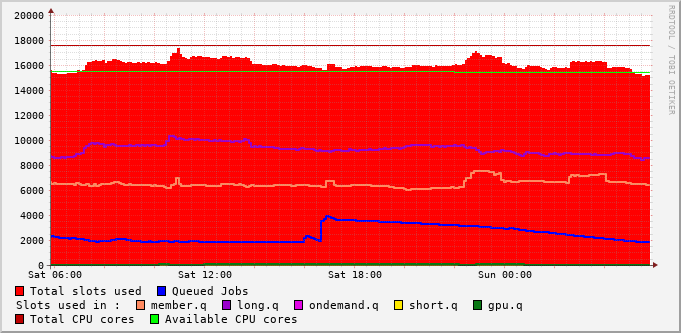 20000
18000
16000
14000
12000
10000
8000
6000
4000
2000
0
Sat 06:00 Sat 12:00 Sat 18:00 Sun 00:00
Total slots used Queued Jobs
Slots used in : member.q long.q ondemand.q short.q gpu.q
Total CPU cores Available CPU cores
RRDTOOL / TOBI OETIKER